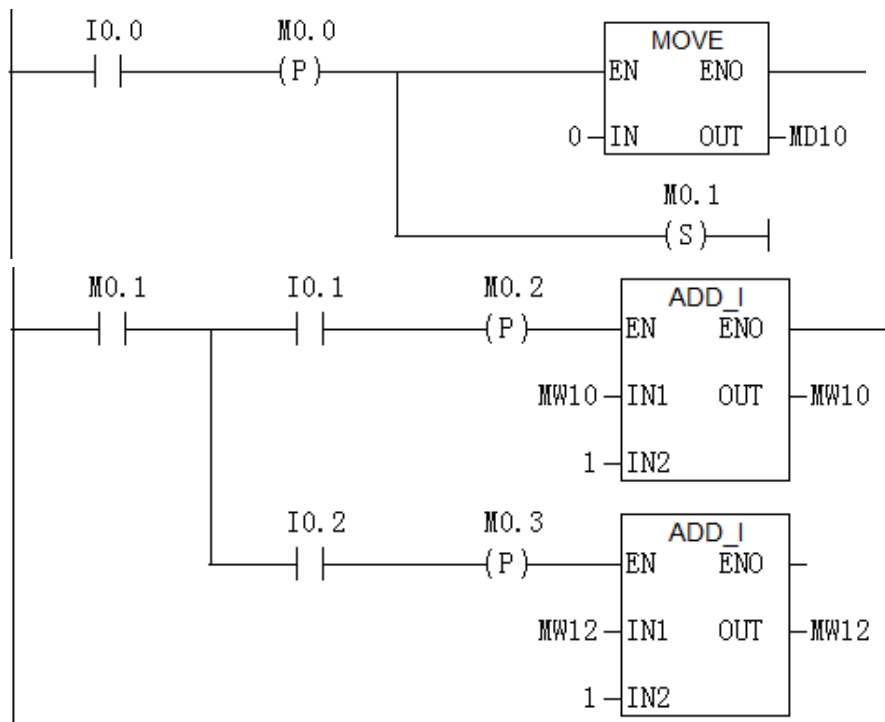 I0.0 M0.0
MOVE
(P) EN ENO
0 IN OUT MD10
M0.1
(S)
M0.1 I0.1 M0.2
ADD_I
(P) EN ENO
MW10 IN1 OUT MW10
1 IN2
I0.2 M0.3
ADD_I
(P) EN ENO
MW12 IN1 OUT MW12
1 IN2